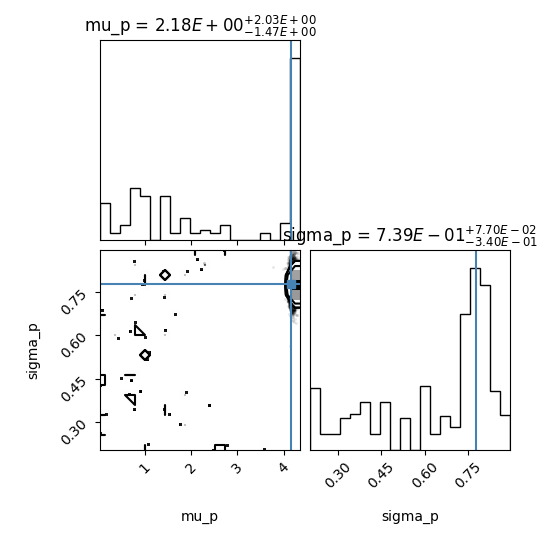 mu_p = 2.18E+00+2.03E+00−1.47E+00
sigma_p = 7.39E−01+7.70E−02−3.40E−01
0.75
0.60
0.45
0.30
sigma_p
1 2 3 4
0.30 0.45 0.60 0.75
mu_p sigma_p